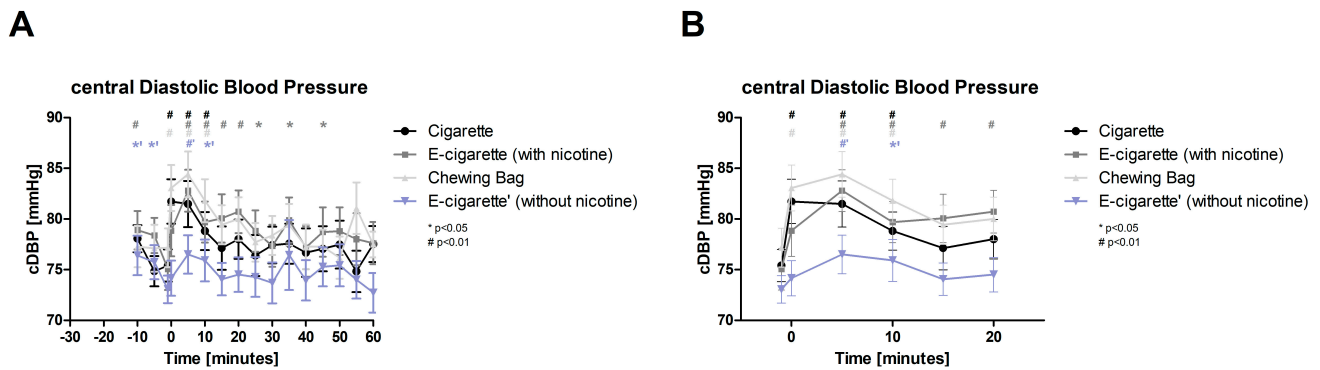 A
B
central Diastolic Blood Pressure
# # #
# # # # # * * *
# # #
*' *' #' *'
cDBP [mmHg]
90
85
80
75
70
-30 -20 -10 0 10 20 30 40 50 60
Time [minutes]
Cigarette
E-cigarette (with nicotine)
Chewing Bag
E-cigarette' (without nicotine)
* p<0.05
# p<0.01
central Diastolic Blood Pressure
# # #
# # # #
# # #
#' *'
cDBP [mmHg]
90
85
80
75
70
0 10 20
Time [minutes]
Cigarette
E-cigarette (with nicotine)
Chewing Bag
E-cigarette' (without nicotine)
* p<0.05
# p<0.01